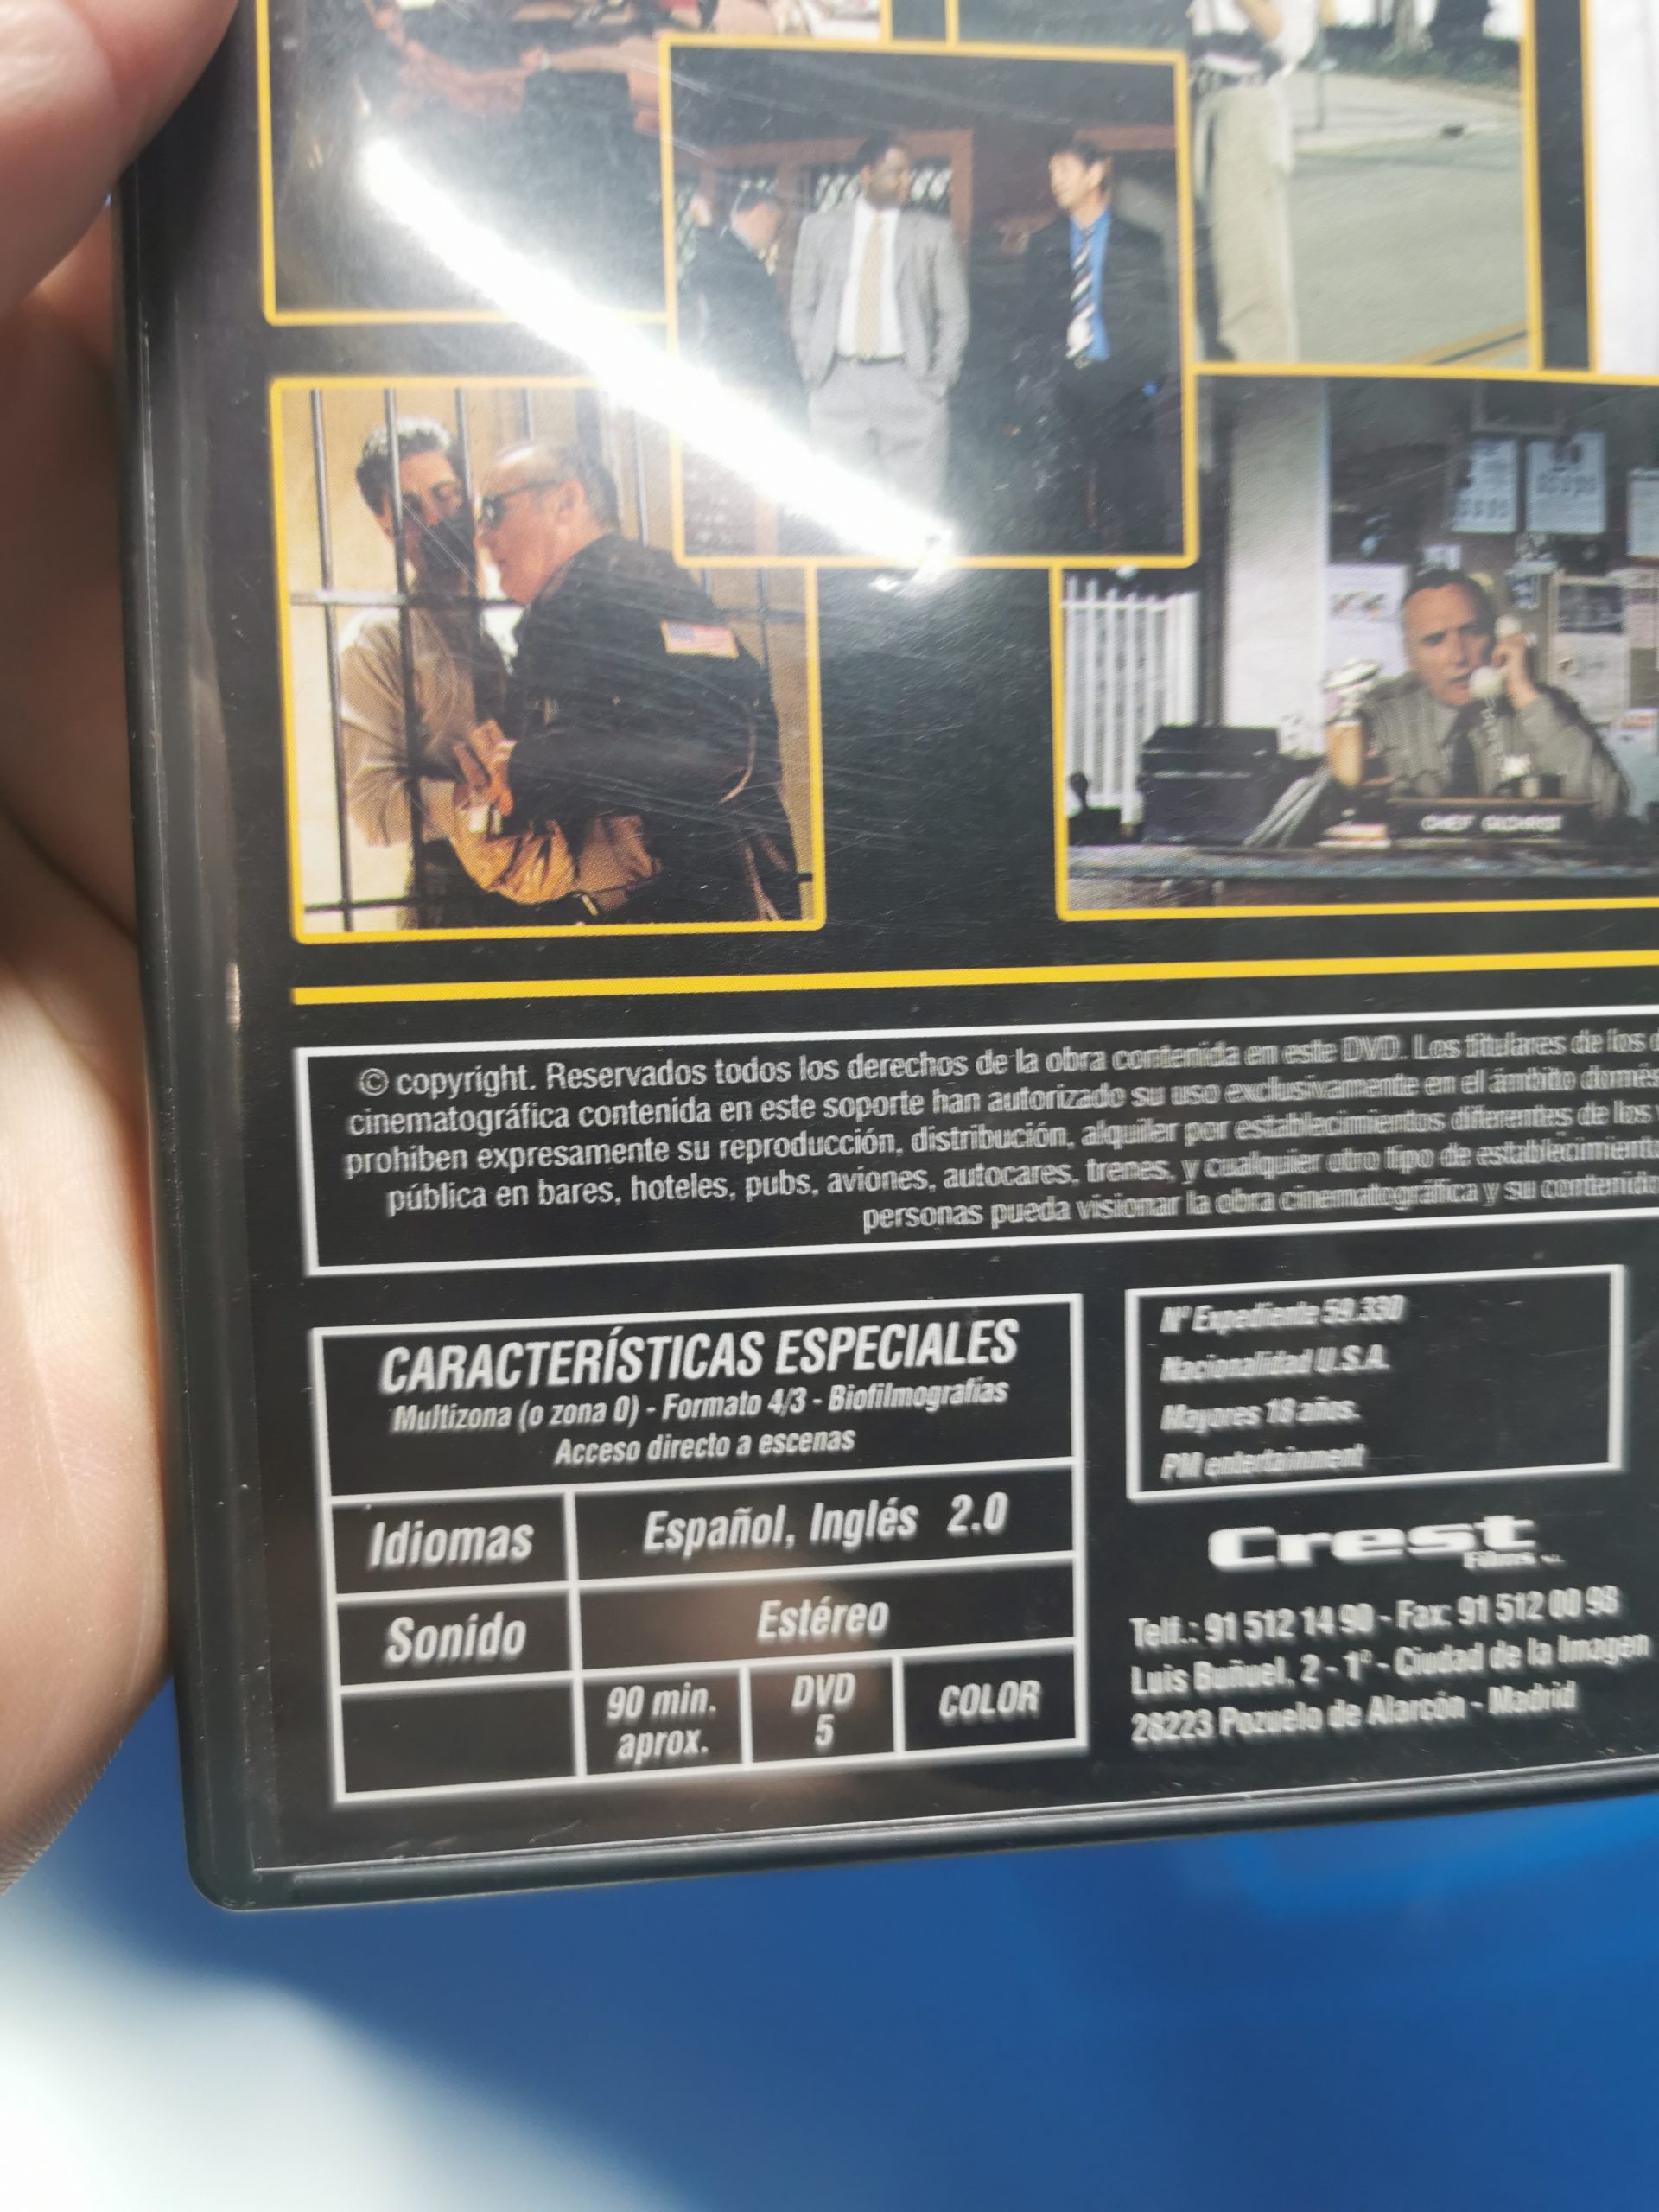 CHIEF GILCHRIST
© copyright. Reservados todos los derechos de la obra contenida en este DVD. Los titulares de los
cinematográfica contenida en este soporte han autorizado su uso exclusivamente en el ámbito domés
prohiben expresamente su reproducción, distribución, alquiler por establecimientos diferentes de los
pública en bares, hoteles, pubs, aviones, autocares, trenes, y cualquier otro tipo de establecimient
personas pueda visionar la obra cinematográfica y su contenido
CARACTERÍSTICAS ESPECIALES
Multizona (o zona 0) - Formato 4/3 - Biofilmografías
Acceso directo a escenas
Idiomas Español, Inglés 2.0
Sonido Estéreo
90 min. aprox. DVD 5 COLOR
Nº Expediente 59.330
Nacionalidad U.S.A.
Mayores 18 años.
PM entertainment
Crest
Films
Telf.: 91 512 14 90 - Fax: 91 512 00 98
Luis Buñuel, 2 - 1º - Ciudad de la Imagen
28223 Pozuelo de Alarcón - Madrid